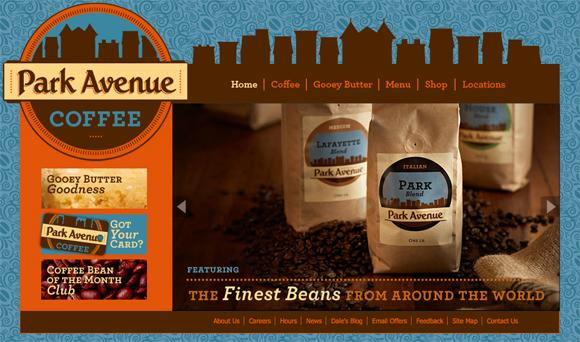 Park Avenue
COFFEE
Home | Coffee | Gooey Butter | Menu | Shop | Locations
Gooey Butter
Goodness
Park Avenue
COFFEE
Got
Your
Card?
Coffee Bean
of the Month
Club
MEDIUM
LAFAYETTE
Blend
Park Avenue
HOUSE
Blend
ITALIAN
PARK
Blend
Park Avenue
ONE LB.
FEATURING
THE Finest Beans FROM AROUND THE WORLD
About Us | Careers | Hours | News | Dale's Blog | Email Offers | Feedback | Site Map | Contact Us